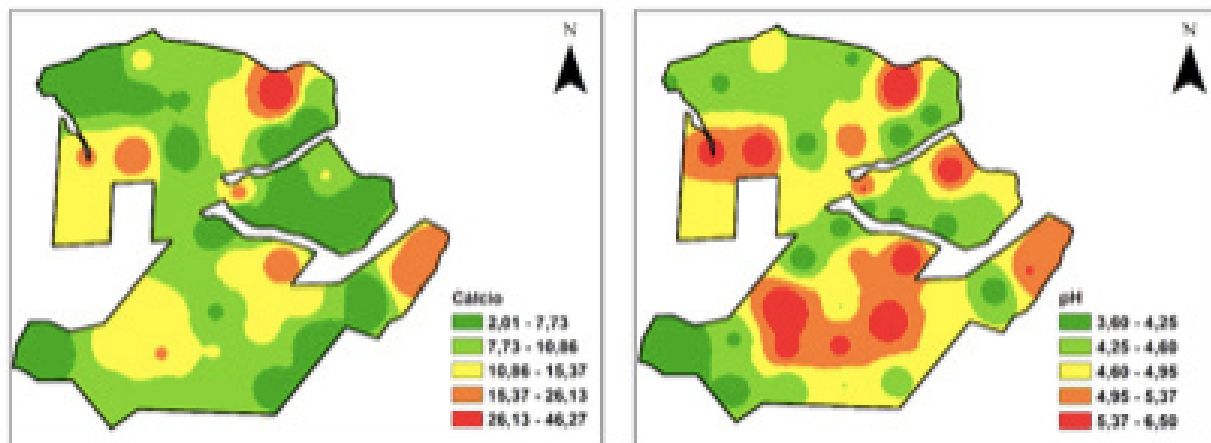 N
Cálcio
2,01 - 7,73
7,73 - 10,86
10,86 - 15,37
15,37 - 26,13
26,13 - 46,27
N
pH
3,60 - 4,25
4,25 - 4,60
4,60 - 4,95
4,95 - 5,37
5,37 - 6,50